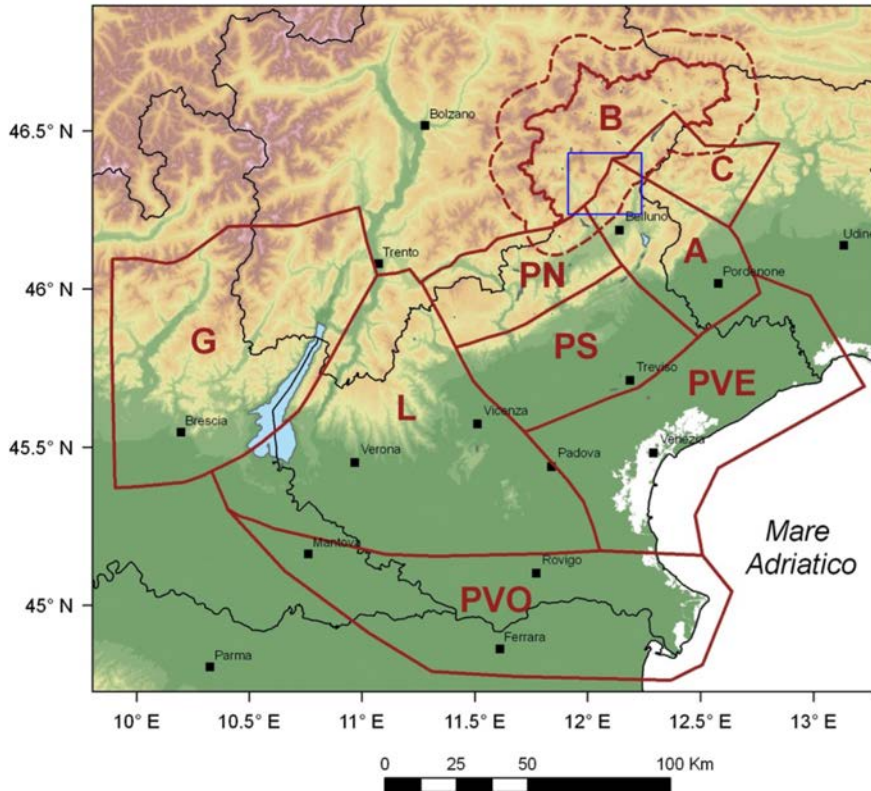 46.5° N
Bolzano
B
C
Belluno
Udine
Trento
PN
A
46° N
Pordenone
G
PS
Treviso
PVE
L
Brescia
Vicenza
45.5° N
Verona
Padova
Venezia
Mare
Adriatico
Mantova
Rovigo
45° N
PVO
Ferrara
Parma
10° E
10.5° E
11° E
11.5° E
12° E
12.5° E
13° E
0
25
50
100 Km